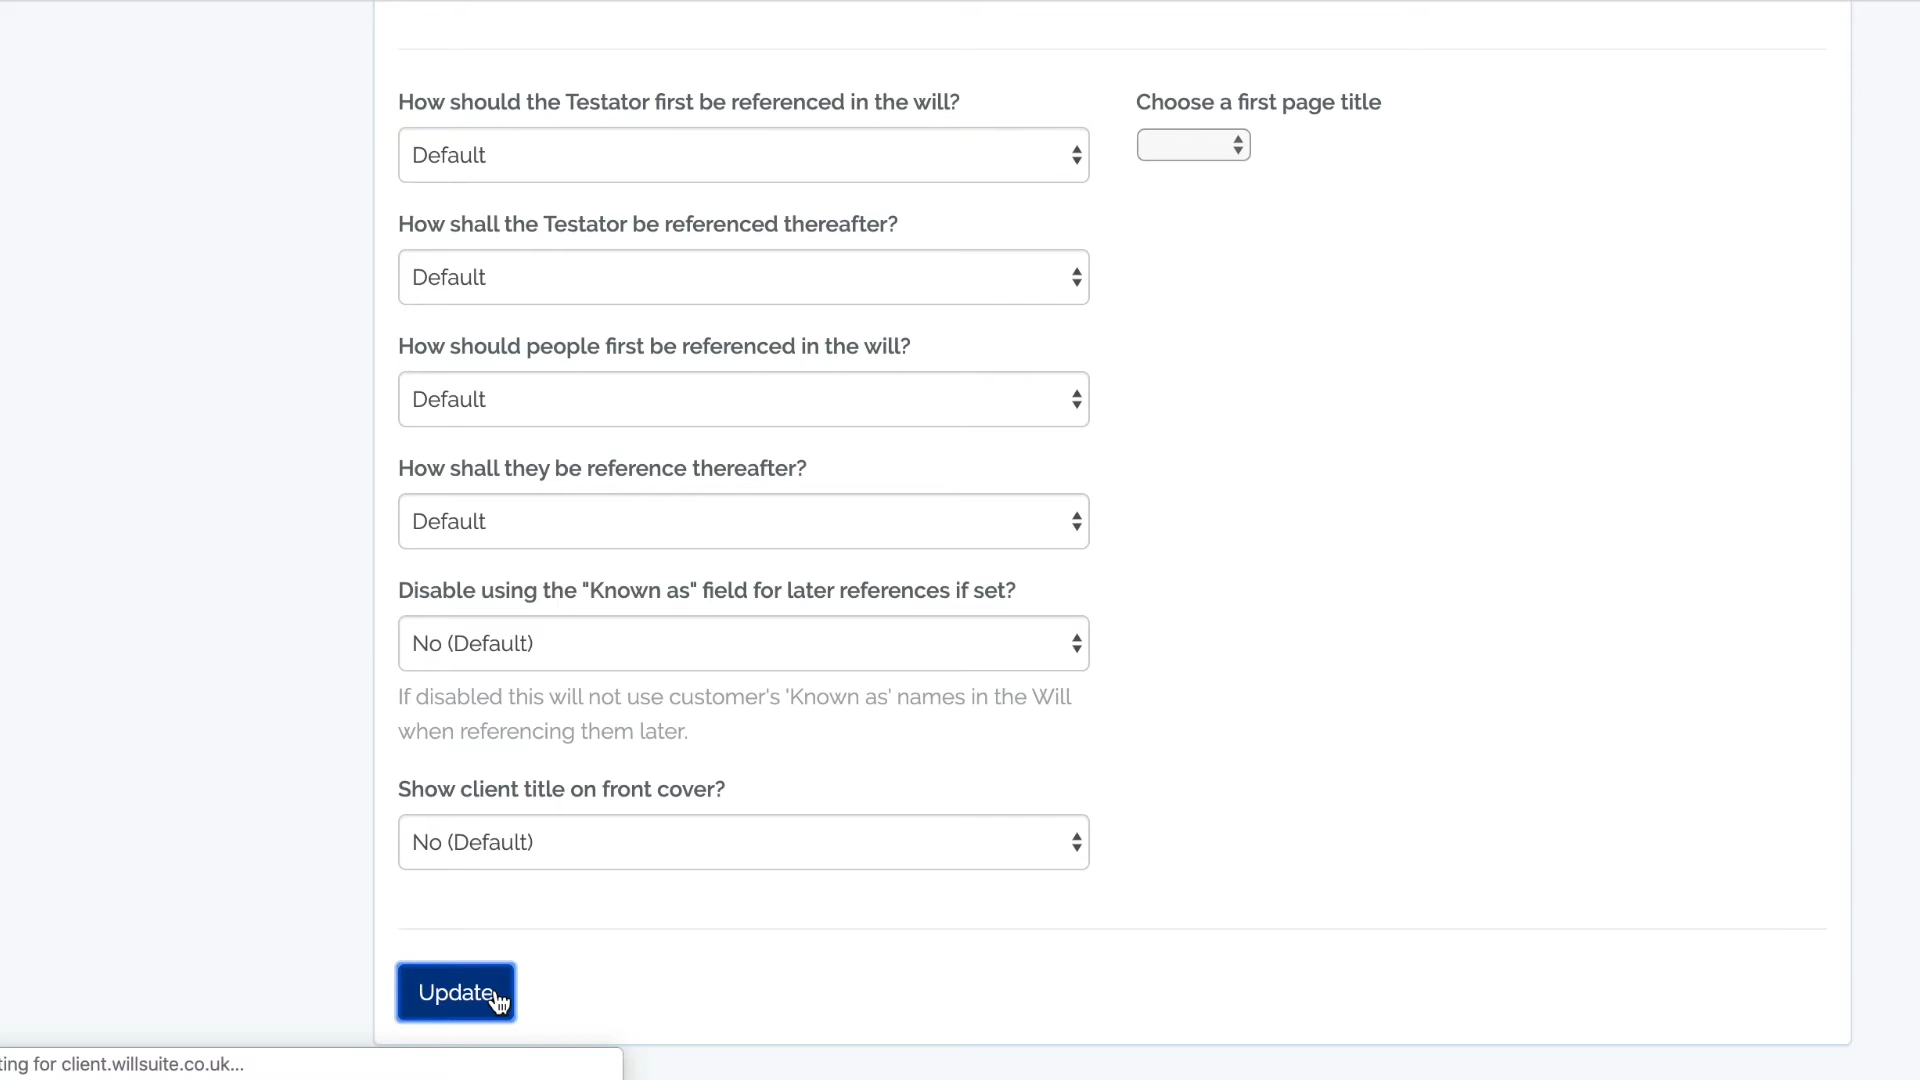 How should the Testator first be referenced in the will?
Choose a first page title
Default
How shall the Testator be referenced thereafter?
Default
How should people first be referenced in the will?
Default
How shall they be reference thereafter?
Default
Disable using the "Known as" field for later references if set?
No (Default)
If disabled this will not use customer's 'Known as' names in the Will
when referencing them later.
Show client title on front cover?
No (Default)
Update
ting for client.willsuite.co.uk...